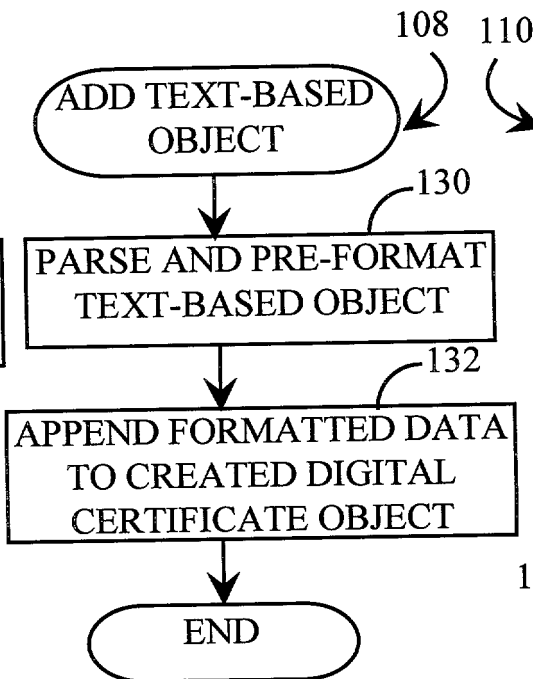 108 110
ADD TEXT-BASED
OBJECT
130
PARSE AND PRE-FORMAT
TEXT-BASED OBJECT
132
APPEND FORMATTED DATA
TO CREATED DIGITAL
CERTIFICATE OBJECT
1
END